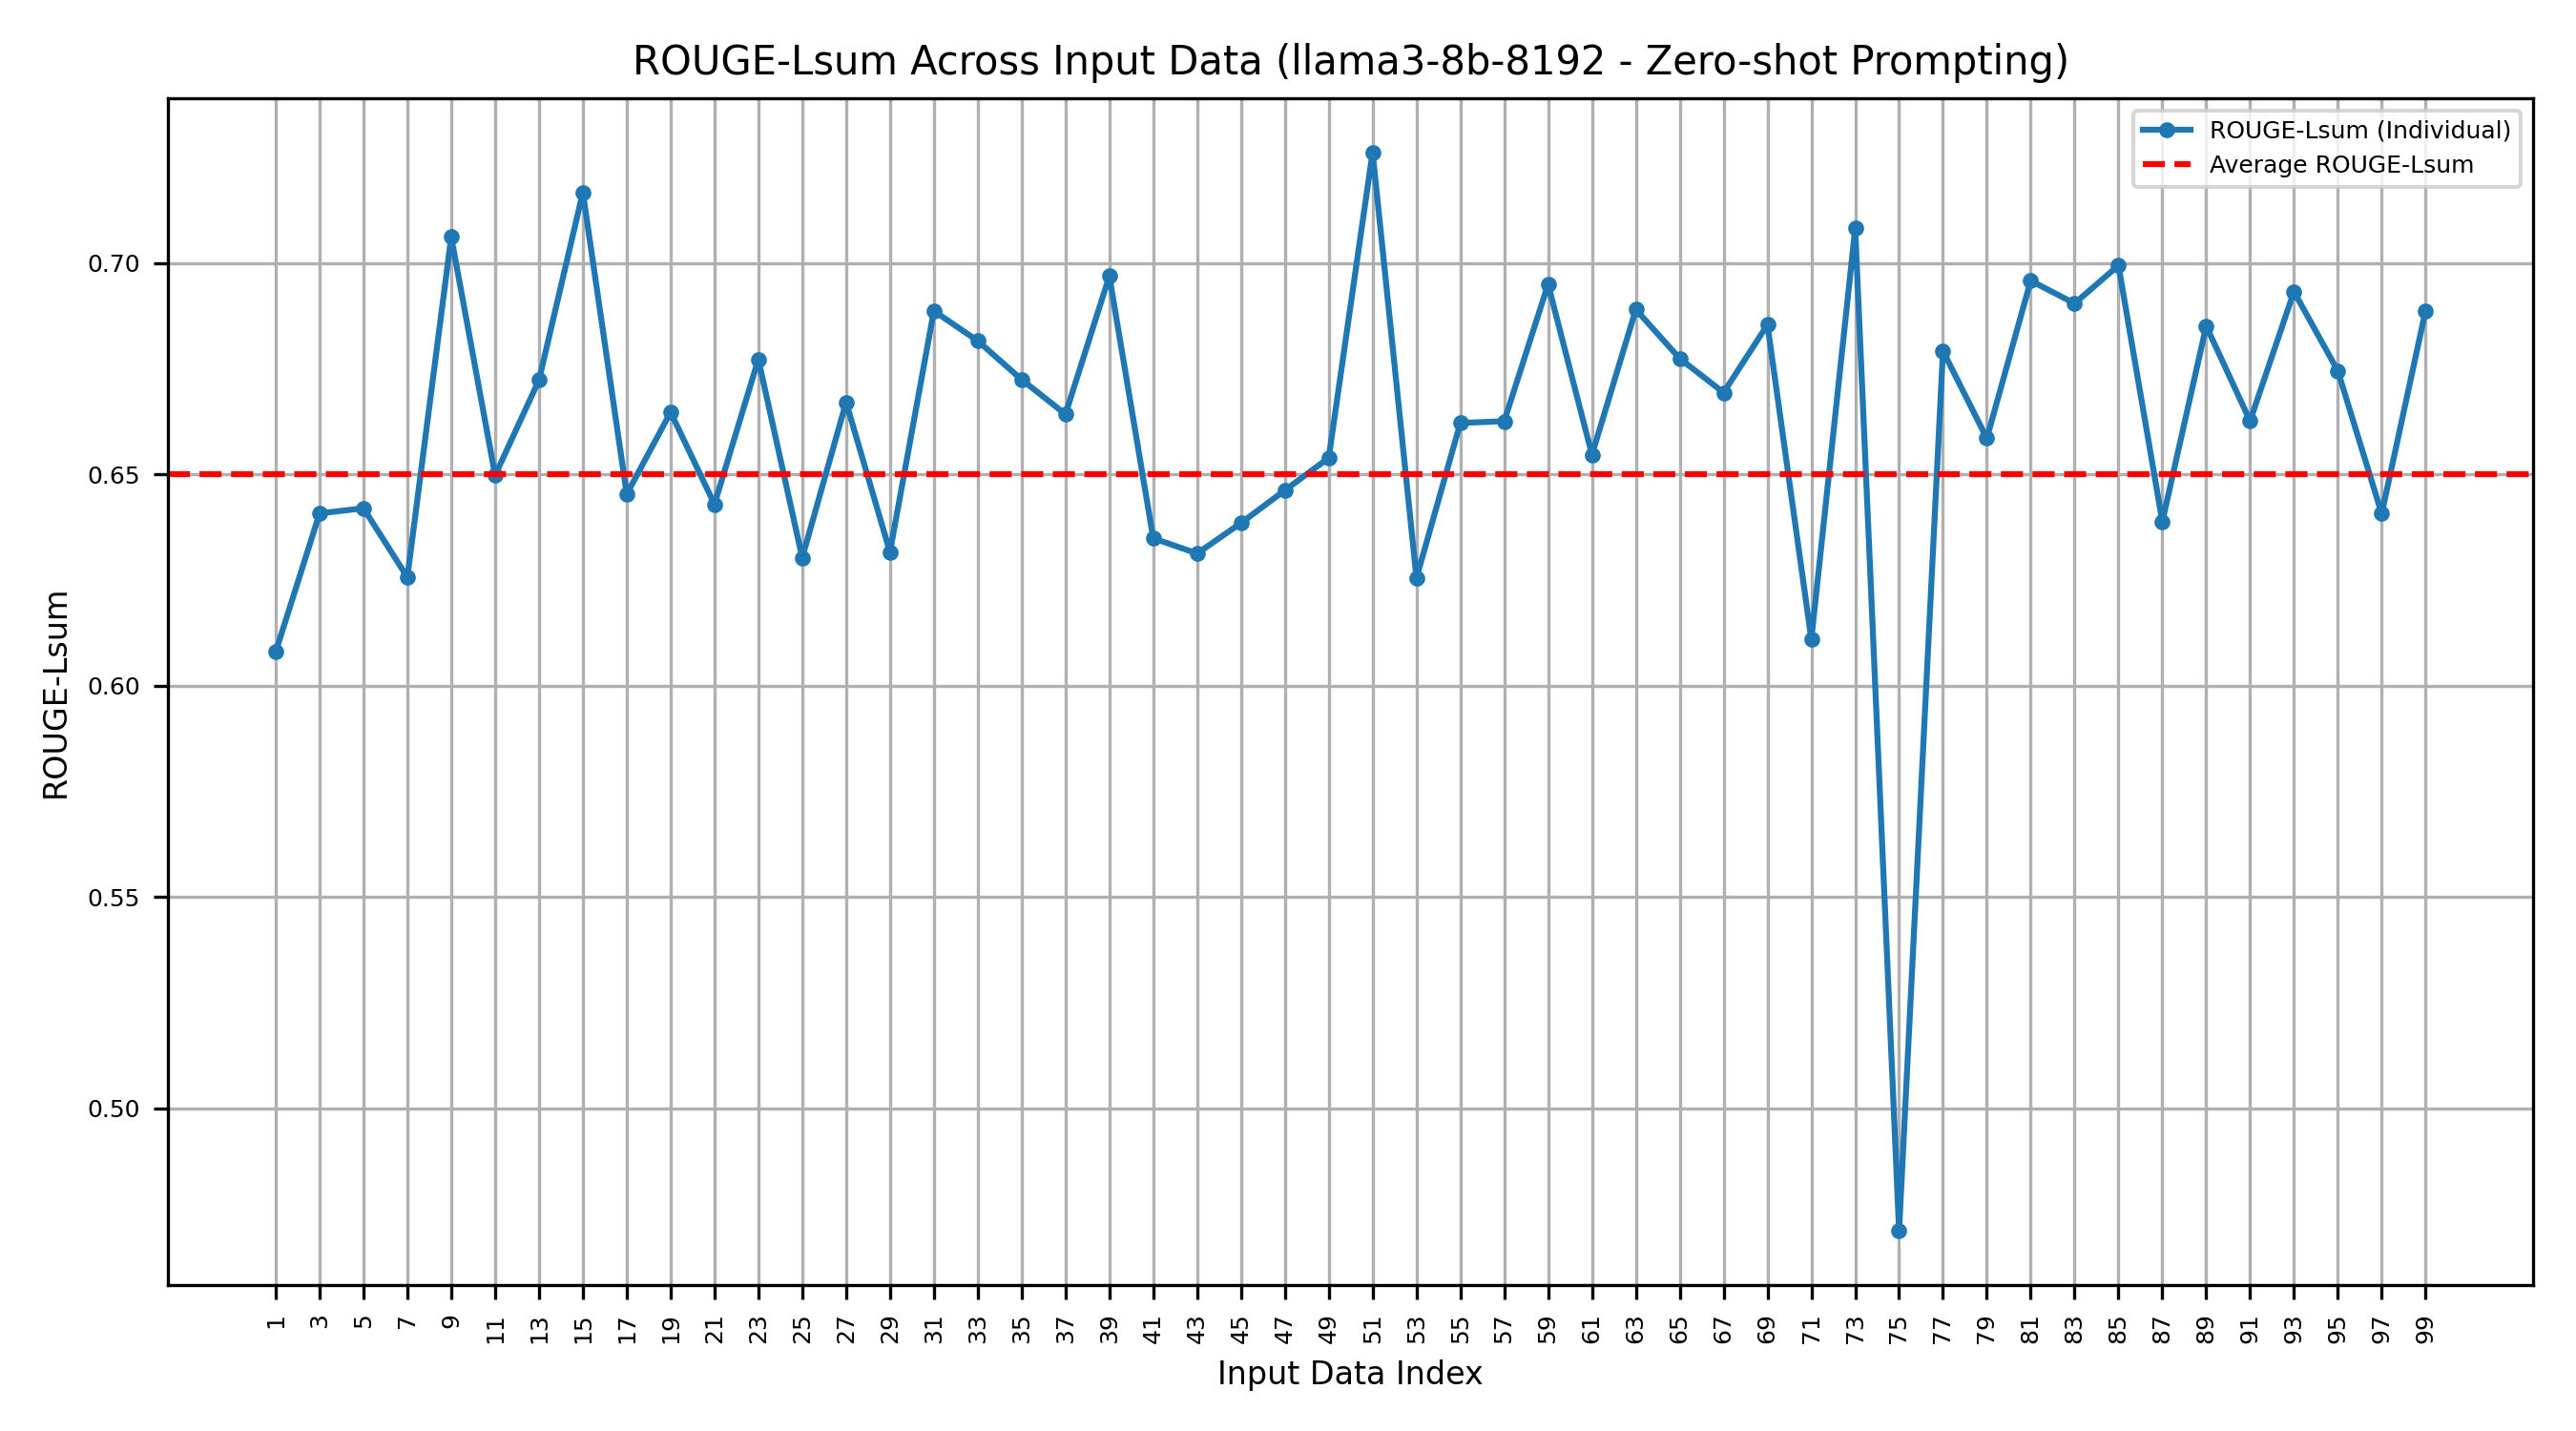 ROUGE-Lsum Across Input Data (llama3-8b-8192 - Zero-shot Prompting)
ROUGE-Lsum (Individual)
Average ROUGE-Lsum
ROUGE-Lsum
0.70
0.65
0.60
0.55
0.50
1 3 5 7 9 11 13 15 17 19 21 23 25 27 29 31 33 35 37 39 41 43 45 47 49 51 53 55 57 59 61 63 65 67 69 71 73 75 77 79 81 83 85 87 89 91 93 95 97 99
Input Data Index